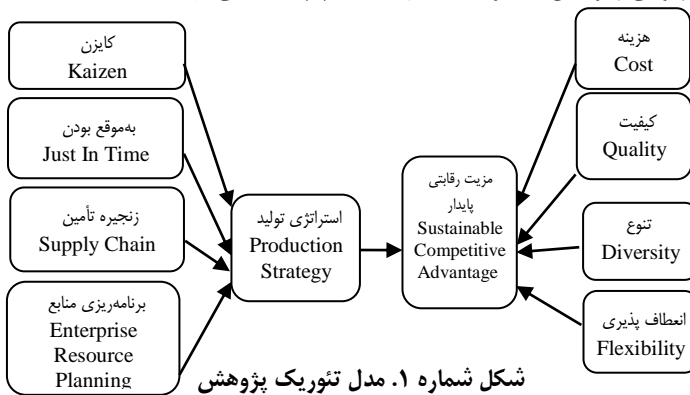 کایزن
Kaizen
به‌موقع بودن
Just In Time
زنجیره تأمین
Supply Chain
برنامه‌ریزی منابع
Enterprise
Resource
Planning
استراتژی تولید
Production
Strategy
مزیت رقابتی
پایدار
Sustainable
Competitive
Advantage
هزینه
Cost
کیفیت
Quality
تنوع
Diversity
انعطاف پذیری
Flexibility
شکل شماره ۱. مدل تئوریک پژوهش